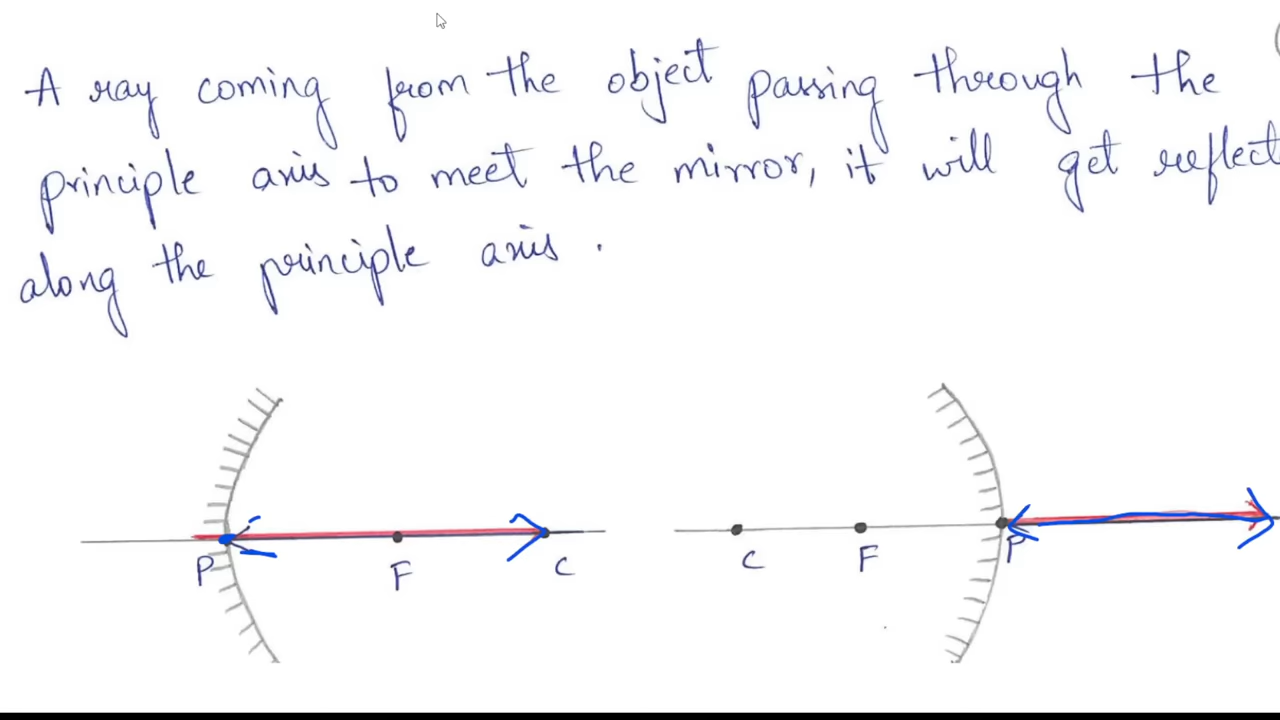 A ray coming from the object passing through the
principle axis to meet the mirror, it will get reflect
along the principle axis.
P F C
C F P